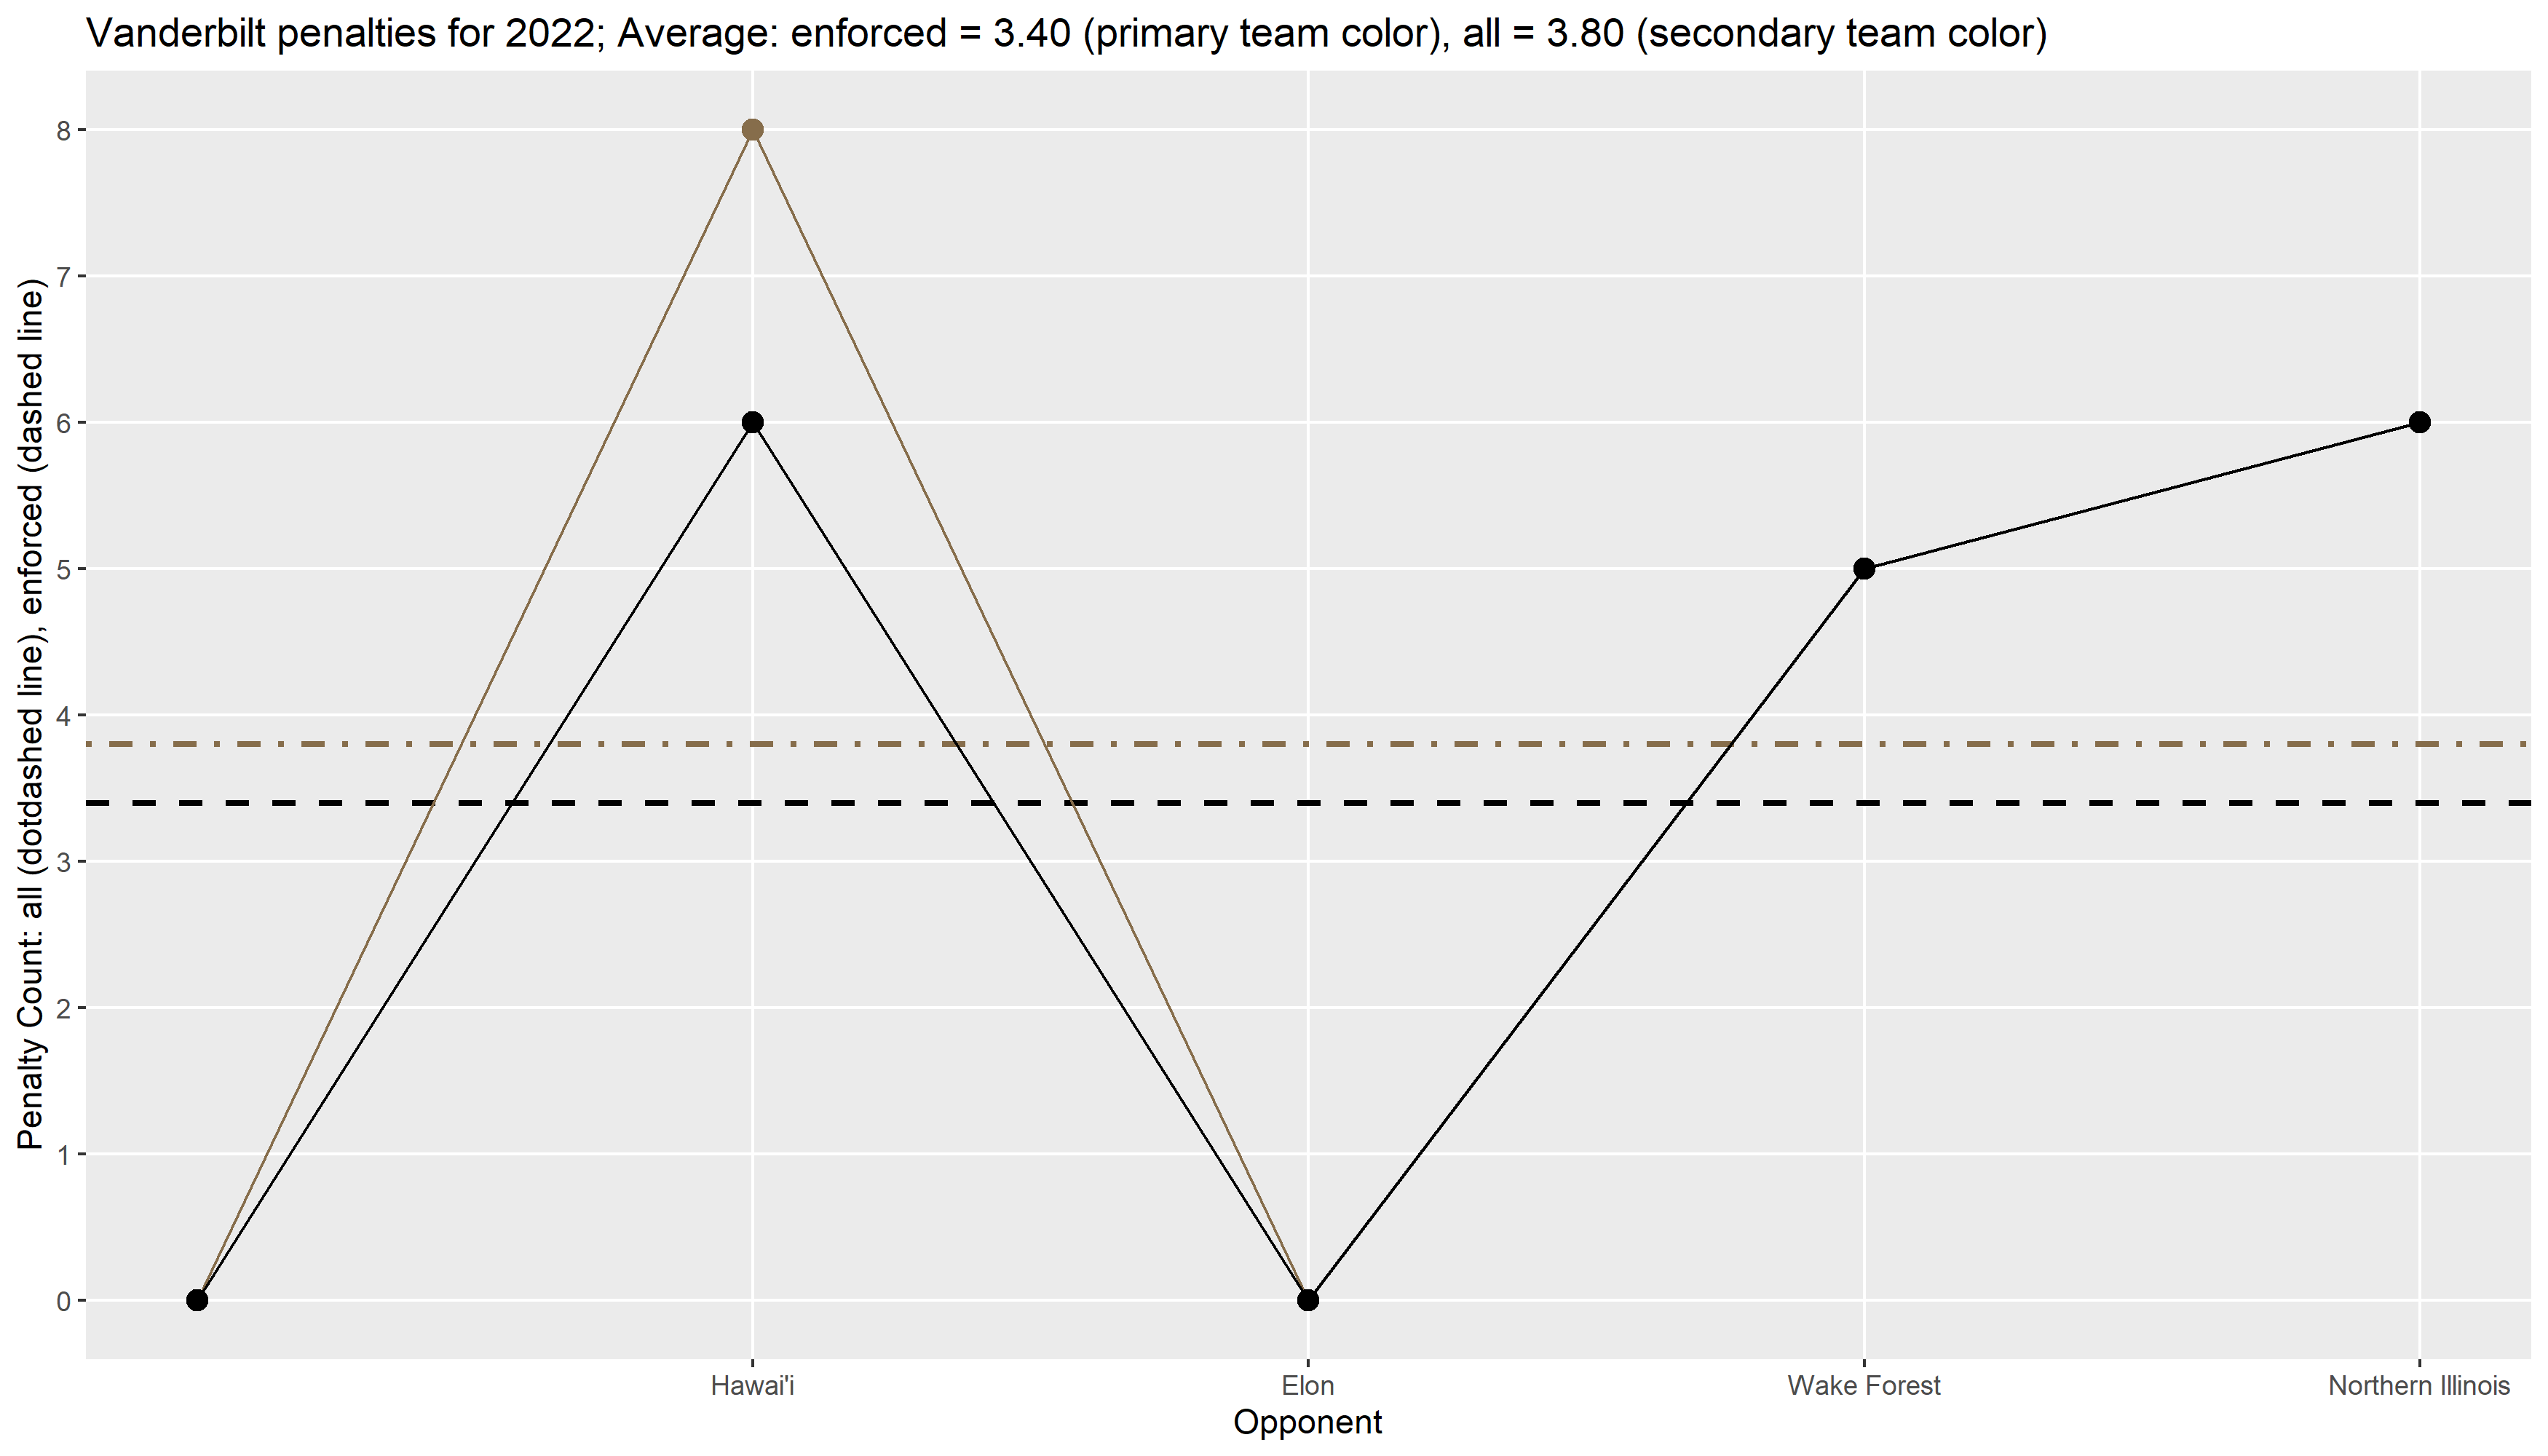 Vanderbilt penalties for 2022; Average: enforced = 3.40 (primary team color), all = 3.80 (secondary team color)
Penalty Count: all (dotdashed line), enforced (dashed line)
8
7
6
5
4
3
2
1
0
Hawai'i
Elon
Wake Forest
Northern Illinois
Opponent